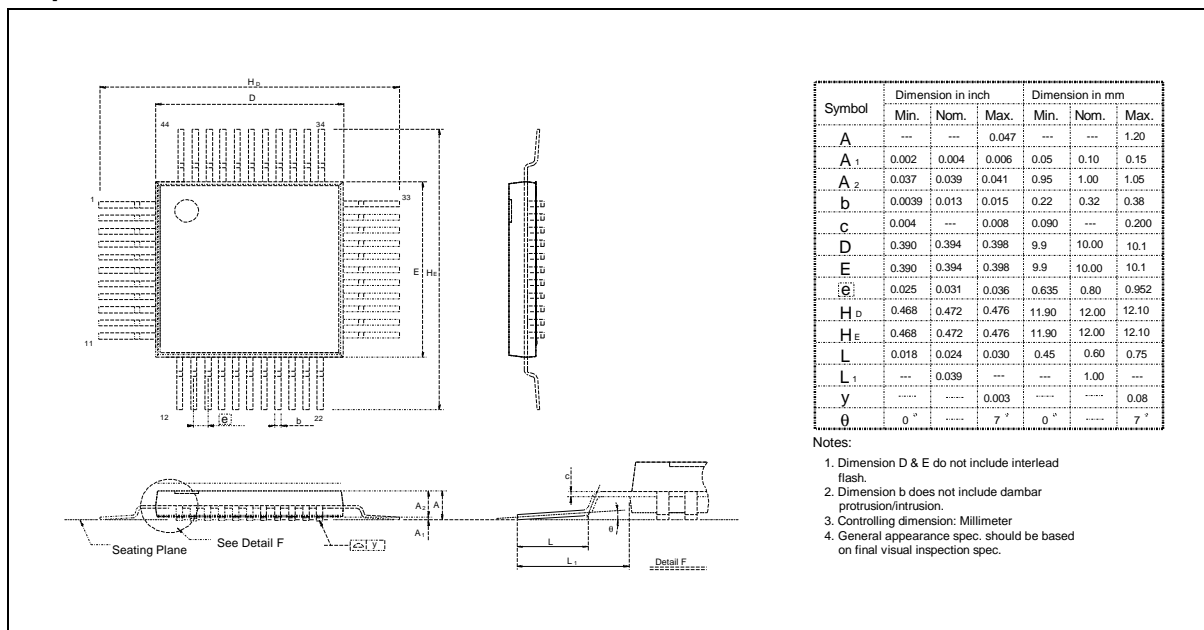 H D
D
44 34
1 33
E H E
11
12 e b 22
A 2 A
A 1
Seating Plane See Detail F y
c
θ
L
L 1
Detail F
Symbol Dimension in inch Dimension in mm
Min. Nom. Max. Min. Nom. Max.
A --- --- 0.047 --- --- 1.20
A 1 0.002 0.004 0.006 0.05 0.10 0.15
A 2 0.037 0.039 0.041 0.95 1.00 1.05
b 0.0039 0.013 0.015 0.22 0.32 0.38
c 0.004 --- 0.008 0.090 --- 0.200
D 0.390 0.394 0.398 9.9 10.00 10.1
E 0.390 0.394 0.398 9.9 10.00 10.1
e 0.025 0.031 0.036 0.635 0.80 0.952
H D 0.468 0.472 0.476 11.90 12.00 12.10
H E 0.468 0.472 0.476 11.90 12.00 12.10
L 0.018 0.024 0.030 0.45 0.60 0.75
L 1 --- 0.039 --- --- 1.00 ---
y ----- ----- 0.003 ----- ----- 0.08
θ 0° ----- 7° 0° ----- 7°
Notes:
1. Dimension D & E do not include interlead
flash.
2. Dimension b does not include dambar
protrusion/intrusion.
3. Controlling dimension: Millimeter
4. General appearance spec. should be based
on final visual inspection spec.